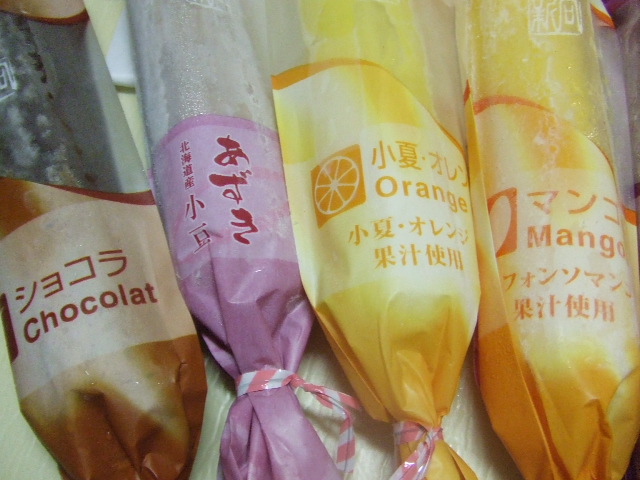 ショコラ
Chocolat
あずき
北海道産
小豆
小夏・オレン
Orange
小夏・オレンジ
果汁使用
マンゴ
Mango
フォンソマン
果汁使用